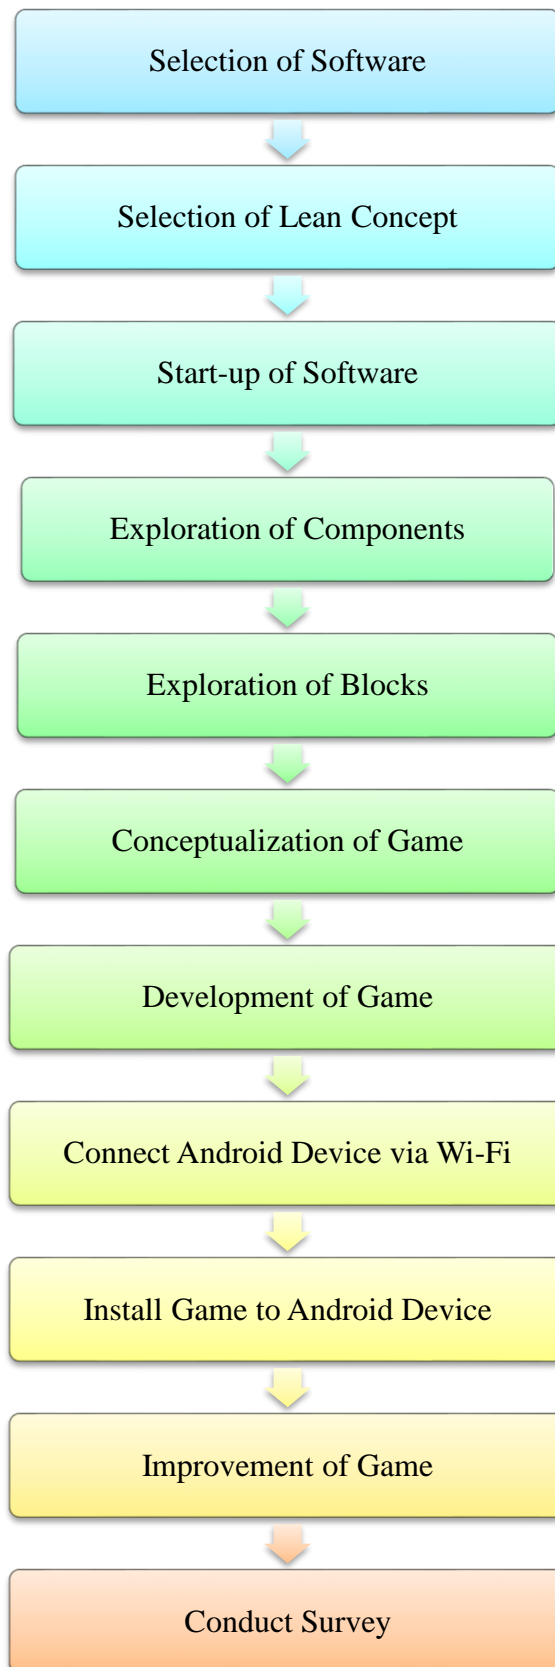 Selection of Software
Selection of Lean Concept
Start-up of Software
Exploration of Components
Exploration of Blocks
Conceptualization of Game
Development of Game
Connect Android Device via Wi-Fi
Install Game to Android Device
Improvement of Game
Conduct Survey